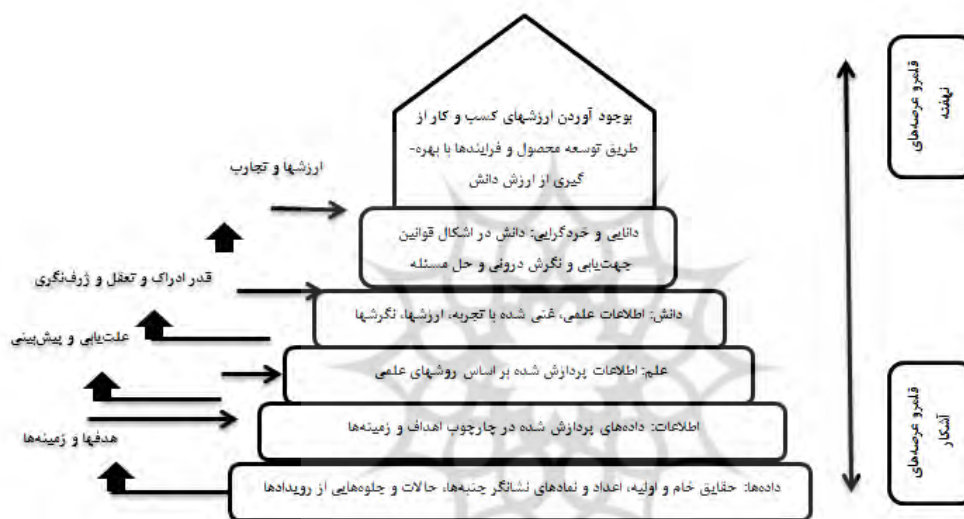 بوجود آوردن ارزشهای کسب و کار از
طریق توسعه محصول و فرایندها با بهره-
گیری از ارزش دانش
ارزشها و تجارب
دانایی و خردگرایی: دانش در اشکال قوانین
جهت‌یابی و نگرش درونی و حل مسئله
قدر ادراک و تعقل و ژرف‌نگری
دانش: اطلاعات علمی، غنی شده با تجربه، ارزشها، نگرشها
علت‌یابی و پیش‌بینی
علم: اطلاعات پردازش شده بر اساس روشهای علمی
اطلاعات: داده‌های پردازش شده در چارچوب اهداف و زمینه‌ها
هدفها و زمینه‌ها
داده‌ها: حقایق خام و اولیه، اعداد و نمادهای نشانگر جنبه‌ها، حالات و جلوه‌هایی از رویدادها
قلمرو عرصه‌های
نهفته
قلمرو عرصه‌های
آشکار